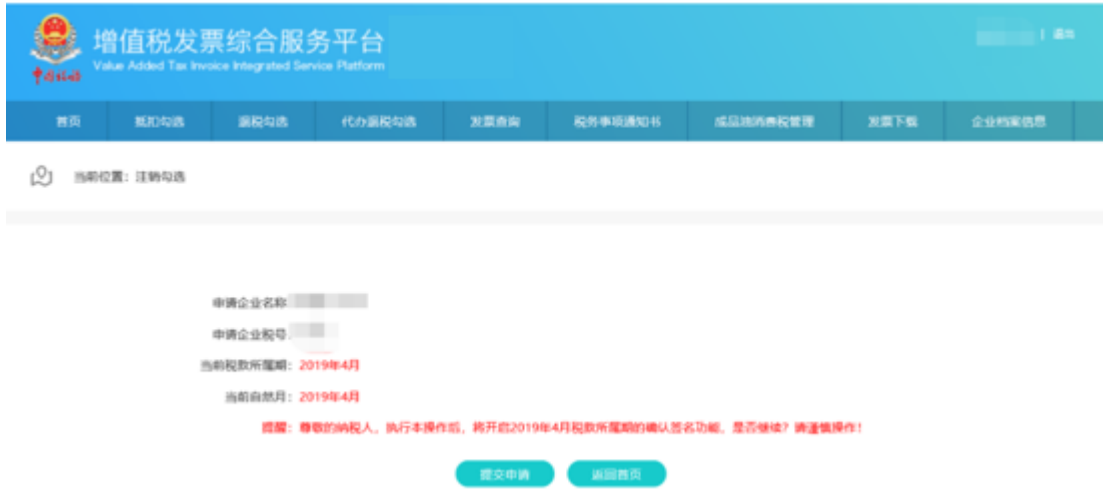 增值税发票综合服务平台
Value Added Tax Invoice Integrated Service Platform
中国税务
| 退出
首页 抵扣勾选 退税勾选 代办退税勾选 发票查询 税务事项通知书 成品油消费税管理 发票下载 企业档案信息
当前位置：注销勾选
申请企业名称
申请企业税号
当前税款所属期：2019年4月
当前自然月：2019年4月
提醒：尊敬的纳税人，执行本操作后，将开启2019年4月税款所属期的确认签名功能，是否继续？请谨慎操作！
提交申请 返回首页